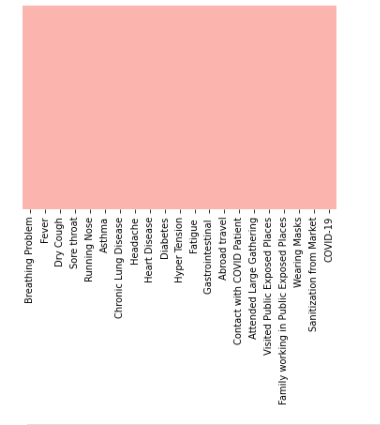 Breathing Problem
Fever
Dry Cough
Sore throat
Running Nose
Asthma
Chronic Lung Disease
Headache
Heart Disease
Diabetes
Hyper Tension
Fatigue
Gastrointestinal
Abroad travel
Contact with COVID Patient
Attended Large Gathering
Visited Public Exposed Places
Family working in Public Exposed Places
Wearing Masks
Sanitization from Market
COVID-19